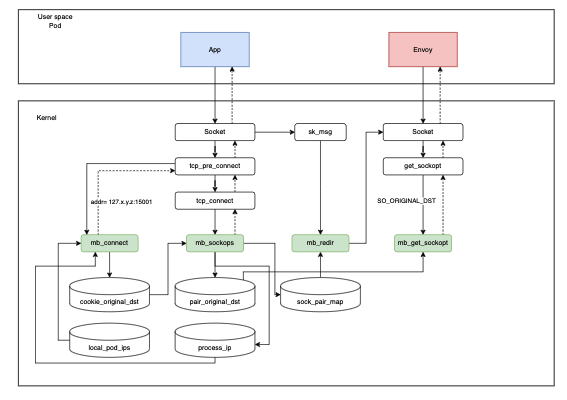 User space
Pod
App
Envoy
Kernel
Socket
sk_msg
Socket
tcp_pre_connect
get_sockopt
addr= 127.x.y.z:15001
tcp_connect
SO_ORIGINAL_DST
mb_connect
mb_sockops
mb_redir
mb_get_sockopt
cookie_original_dst
pair_original_dst
sock_pair_map
local_pod_ips
process_ip